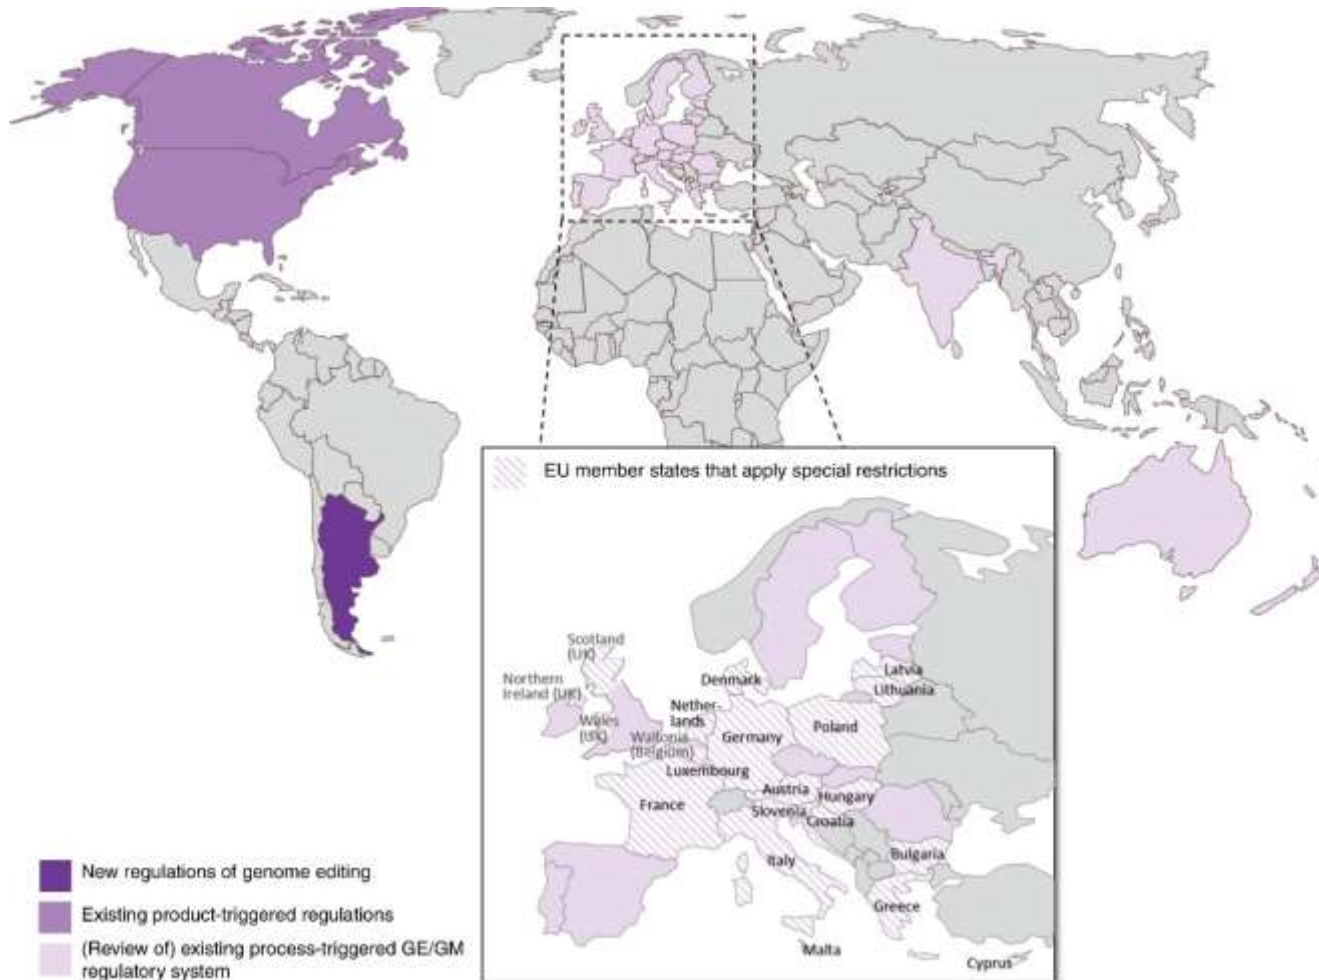 EU member states that apply special restrictions
Scotland
(UK)
Northern
Ireland (UK)
Wales
(UK)
Denmark
Nether-
lands
Wallonia
(Belgium)
Luxembourg
Germany
Poland
Latvia
Lithuania
France
Austria
Hungary
Slovenia
Croatia
Italy
Bulgaria
Greece
Malta
Cyprus
New regulations of genome editing
Existing product-triggered regulations
(Review of) existing process-triggered GE/GM
regulatory system